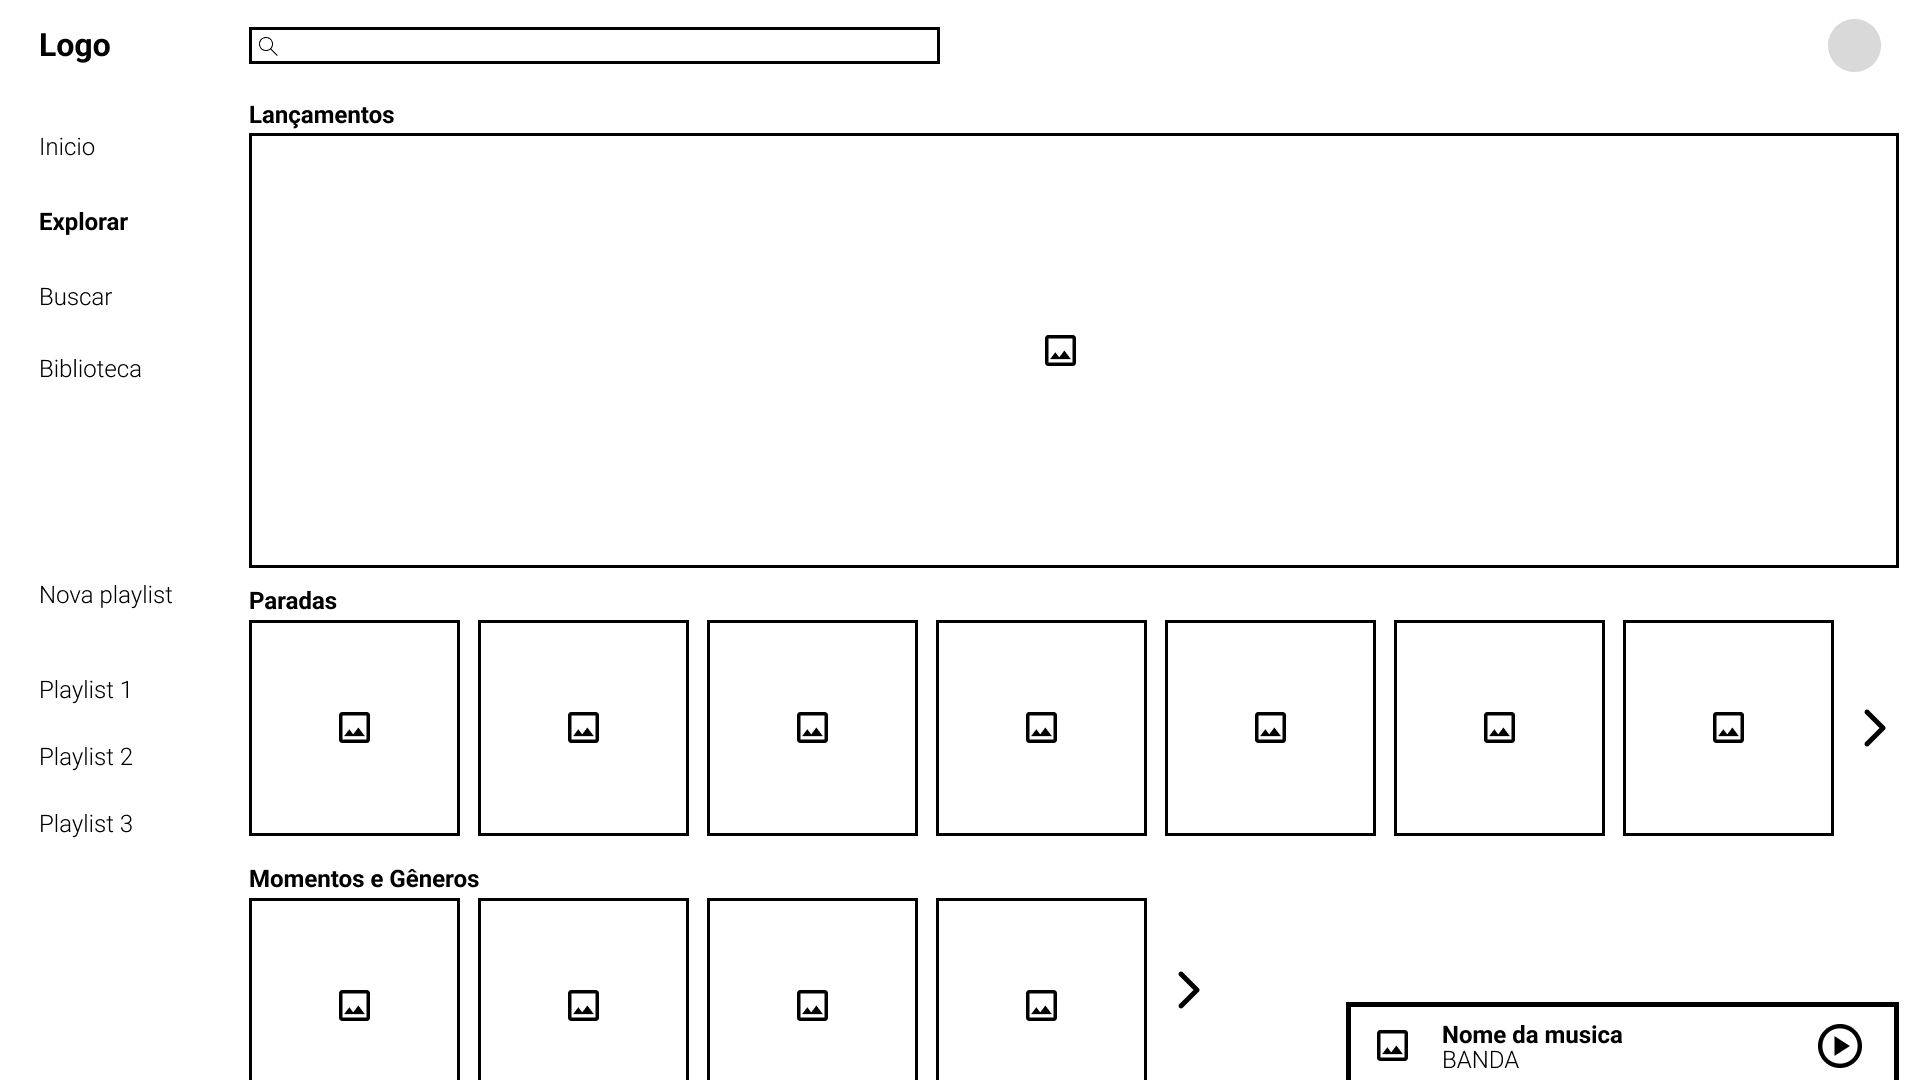 Logo
Inicio
Explorar
Buscar
Biblioteca
Nova playlist
Playlist 1
Playlist 2
Playlist 3
Lançamentos
Paradas
Momentos e Gêneros
Nome da musica
BANDA